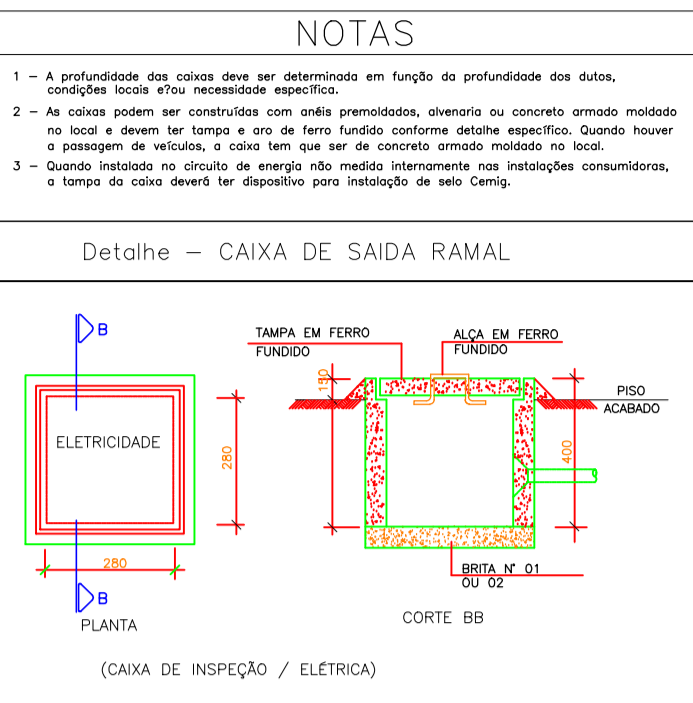 NOTAS
1 – A profundidade das caixas deve ser determinada em função da profundidade dos dutos,
condições locais e?ou necessidade específica.
2 – As caixas podem ser construídas com anéis premoldados, alvenaria ou concreto armado moldado
no local e devem ter tampa e aro de ferro fundido conforme detalhe específico. Quando houver
a passagem de veículos, a caixa tem que ser de concreto armado moldado no local.
3 – Quando instalada no circuito de energia não medida internamente nas instalações consumidoras,
a tampa da caixa deverá ter dispositivo para instalação de selo Cemig.
Detalhe – CAIXA DE SAIDA RAMAL
B
TAMPA EM FERRO
FUNDIDO
ALÇA EM FERRO
FUNDIDO
150
PISO
ACABADO
ELETRICIDADE
280
400
280
BRITA N° 01
OU 02
B
PLANTA
CORTE BB
(CAIXA DE INSPEÇÃO / ELÉTRICA)